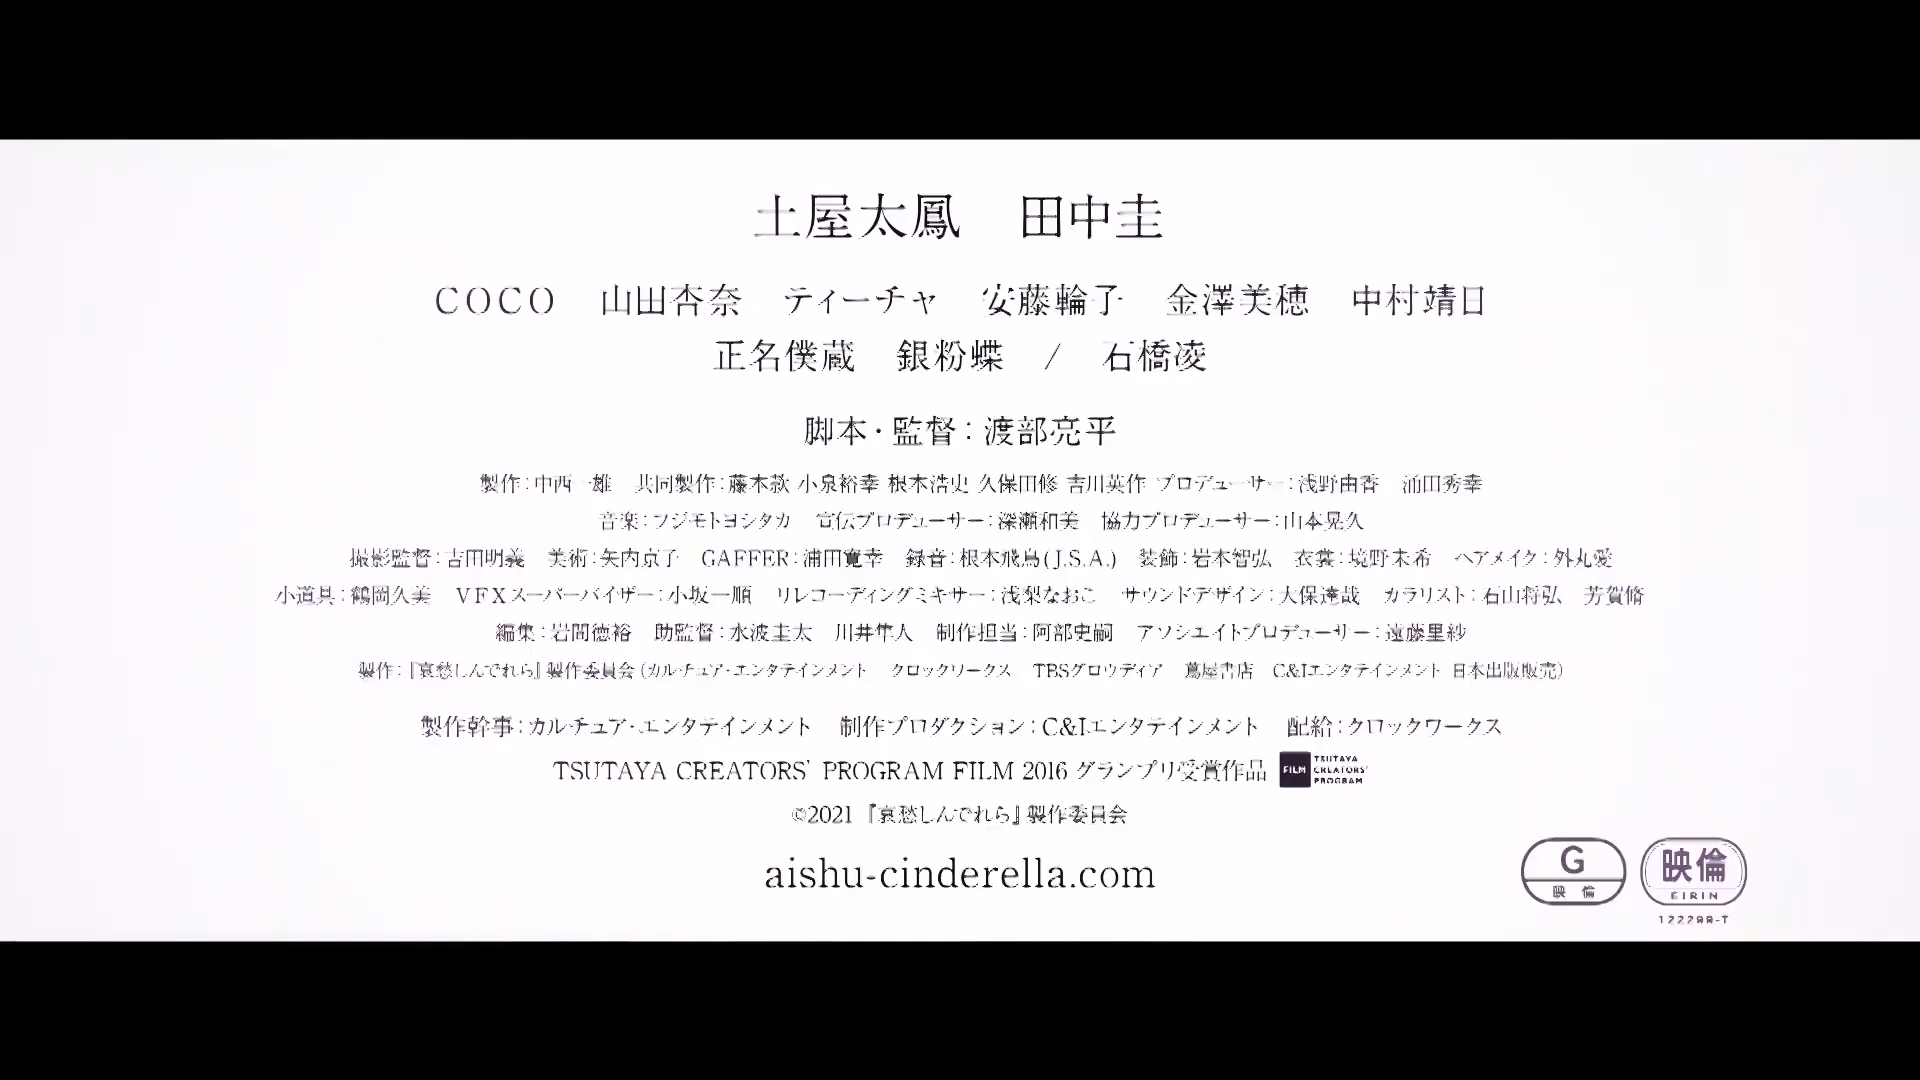 土屋太鳳　田中圭
COCO　山田杏奈　ティーチャ　安藤輪子　金澤美穂　中村靖日
正名僕蔵　銀粉蝶　/　石橋凌
脚本・監督：渡部亮平
製作：中西一雄　共同製作：藤本款 小泉裕幸 根本浩史 久保田修 吉川英作 プロデューサー：浅野由香　涌田秀幸
音楽：フジモトヨシタカ　宣伝プロデューサー：深瀬和美　協力プロデューサー：山本晃久
撮影監督：吉田明義　美術：矢内京子　GAFFER：浦田寛幸　録音：根本飛鳥(J.S.A.)　装飾：岩本智弘　衣裳：境野未希　ヘアメイク：外丸愛
小道具：鶴岡久美　VFXスーパーバイザー：小坂一順　リレコーディングミキサー：浅梨なおこ　サウンドデザイン：大保達哉　カラリスト：石山将弘　芳賀脩
編集：岩間徳裕　助監督：水波圭太　川井隼人　制作担当：阿部史嗣　アソシエイトプロデューサー：遠藤里紗
製作：『哀愁しんでれら』製作委員会（カルチュア・エンタテインメント　クロックワークス　TBSグロウディア　蔦屋書店　C&Iエンタテインメント 日本出版販売）
製作幹事：カルチュア・エンタテインメント　制作プロダクション：C&Iエンタテインメント　配給：クロックワークス
TSUTAYA CREATORS' PROGRAM FILM 2016 グランプリ受賞作品
FILM TSUTAYA CREATORS' PROGRAM
©2021『哀愁しんでれら』製作委員会
aishu-cinderella.com
G
映倫
映倫
EIRIN
122299-T